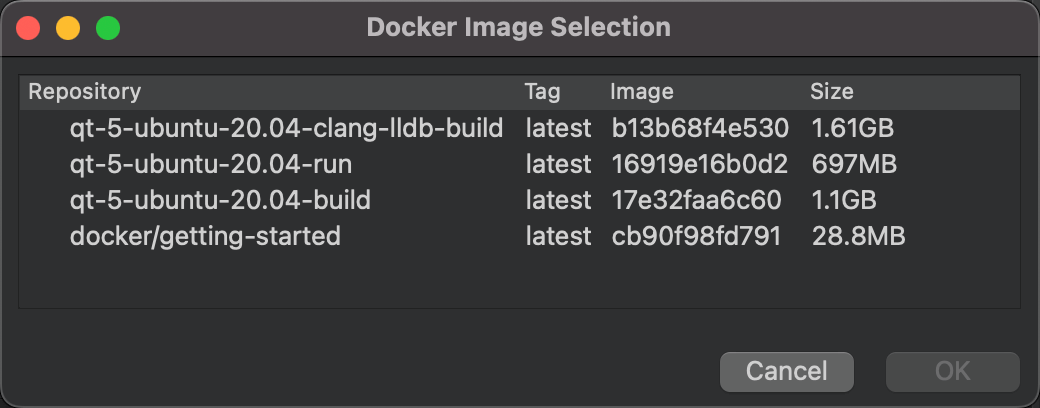 Docker Image Selection
Repository Tag Image Size
qt-5-ubuntu-20.04-clang-lldb-build latest b13b68f4e530 1.61GB
qt-5-ubuntu-20.04-run latest 16919e16b0d2 697MB
qt-5-ubuntu-20.04-build latest 17e32faa6c60 1.1GB
docker/getting-started latest cb90f98fd791 28.8MB
Cancel OK